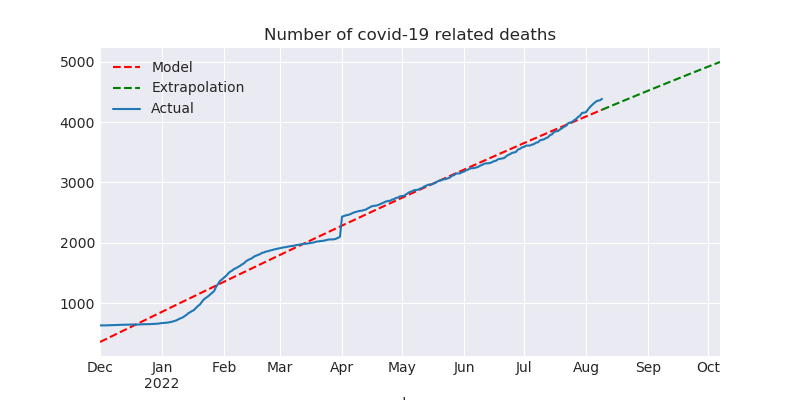 Number of covid-19 related deaths
5000
4000
3000
2000
1000
Model
Extrapolation
Actual
Dec Jan Feb Mar Apr May Jun Jul Aug Sep Oct
2022